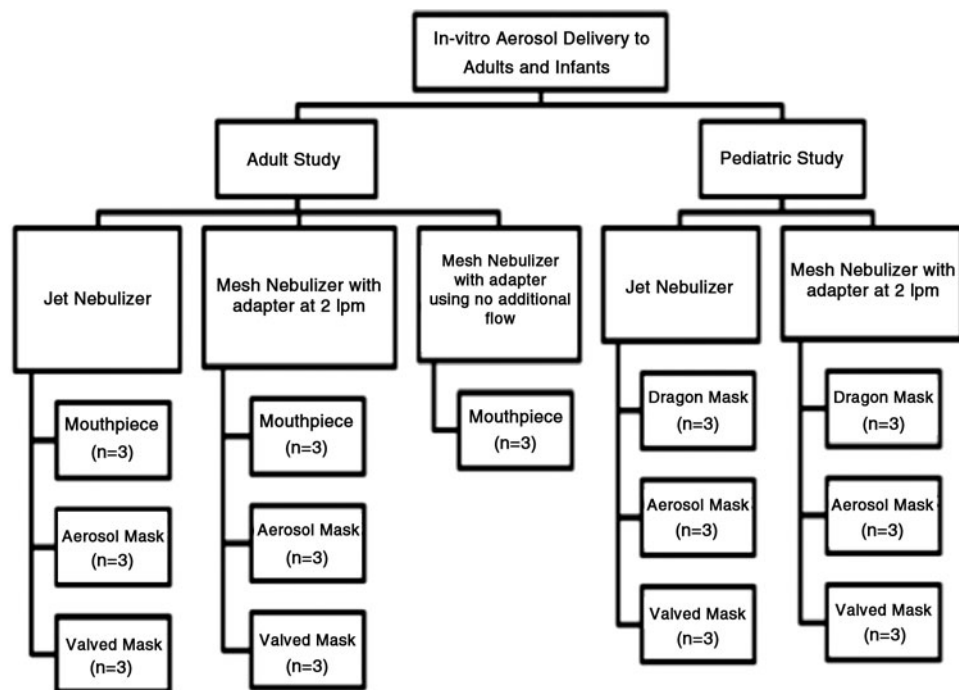 In-vitro Aerosol Delivery to
Adults and Infants
Adult Study
Pediatric Study
Jet Nebulizer
Mesh Nebulizer with
adapter at 2 lpm
Mesh Nebulizer
with adapter
using no additional
flow
Jet Nebulizer
Mesh Nebulizer with
adapter at 2 lpm
Mouthpiece
(n=3)
Aerosol Mask
(n=3)
Valved Mask
(n=3)
Mouthpiece
(n=3)
Aerosol Mask
(n=3)
Valved Mask
(n=3)
Mouthpiece
(n=3)
Dragon Mask
(n=3)
Aerosol Mask
(n=3)
Valved Mask
(n=3)
Dragon Mask
(n=3)
Aerosol Mask
(n=3)
Valved Mask
(n=3)